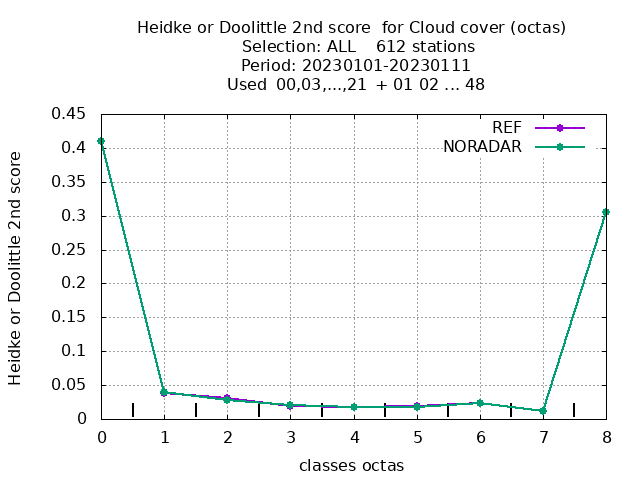 Heidke or Doolittle 2nd score  for Cloud cover (octas)
Selection: ALL    612 stations
Period: 20230101-20230111
Used  00,03,...,21  + 01 02 ... 48
Heidke or Doolittle 2nd score
0.45
0.4
0.35
0.3
0.25
0.2
0.15
0.1
0.05
0
REF
NORADAR
0 1 2 3 4 5 6 7 8
classes octas